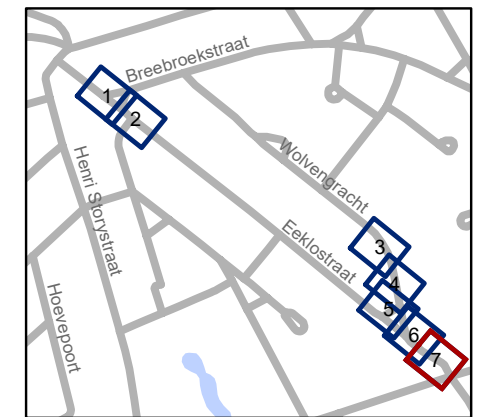 Breebroekstraat
1
2
Wolvengracht
Henri Storystraat
Eeklostraat
3
4
5
6
7
Hoevepoort